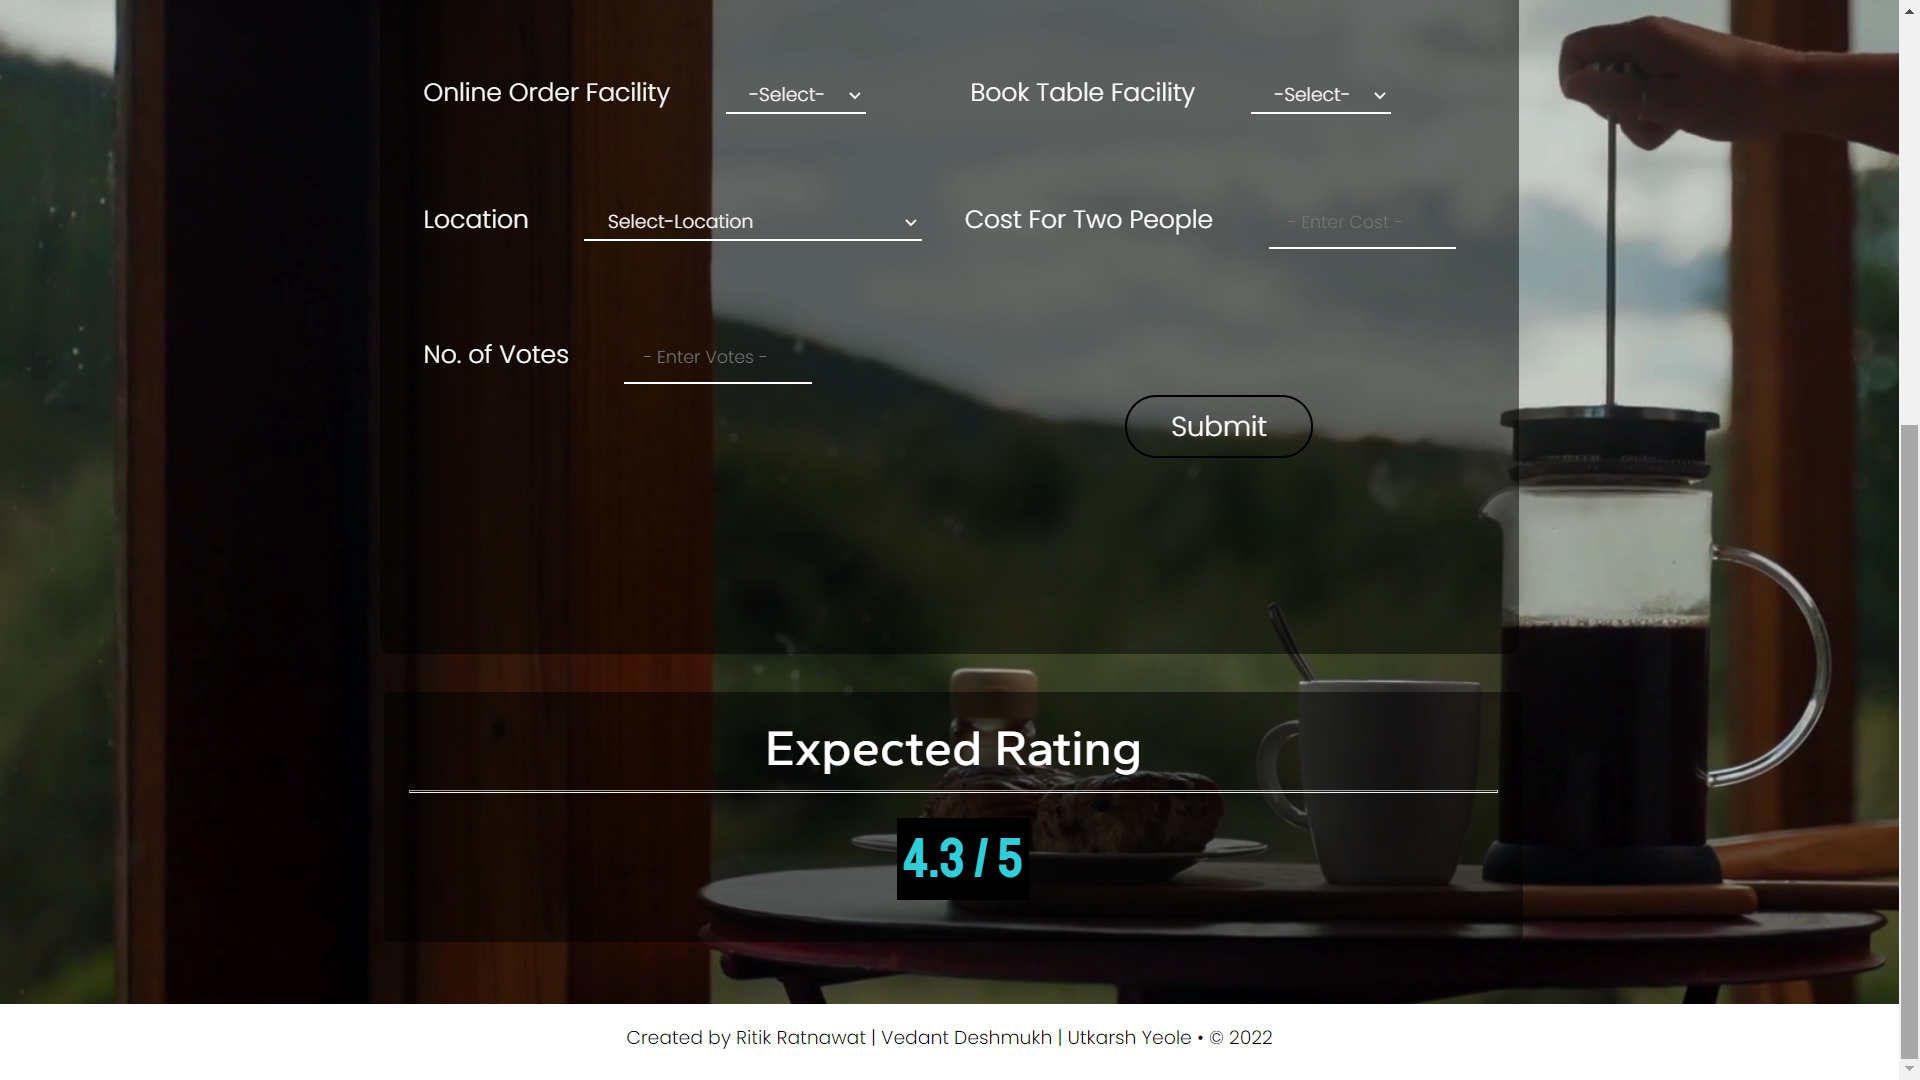 Online Order Facility -Select- Book Table Facility -Select-
Location Select-Location Cost For Two People - Enter Cost -
No. of Votes - Enter Votes -
Submit
Expected Rating
4.3 / 5
Created by Ritik Ratnawat | Vedant Deshmukh | Utkarsh Yeole • © 2022